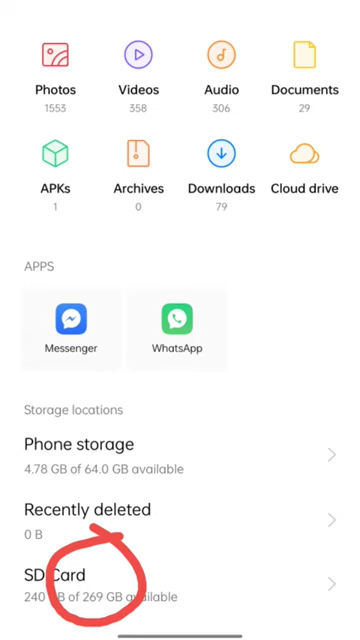 Photos Videos Audio Documents
1553 358 306 29
APKs Archives Downloads Cloud drive
1 0 79
APPS
Messenger WhatsApp
Storage locations
Phone storage
4.78 GB of 64.0 GB available
Recently deleted
0 B
SD Card
240 of 269 GB available